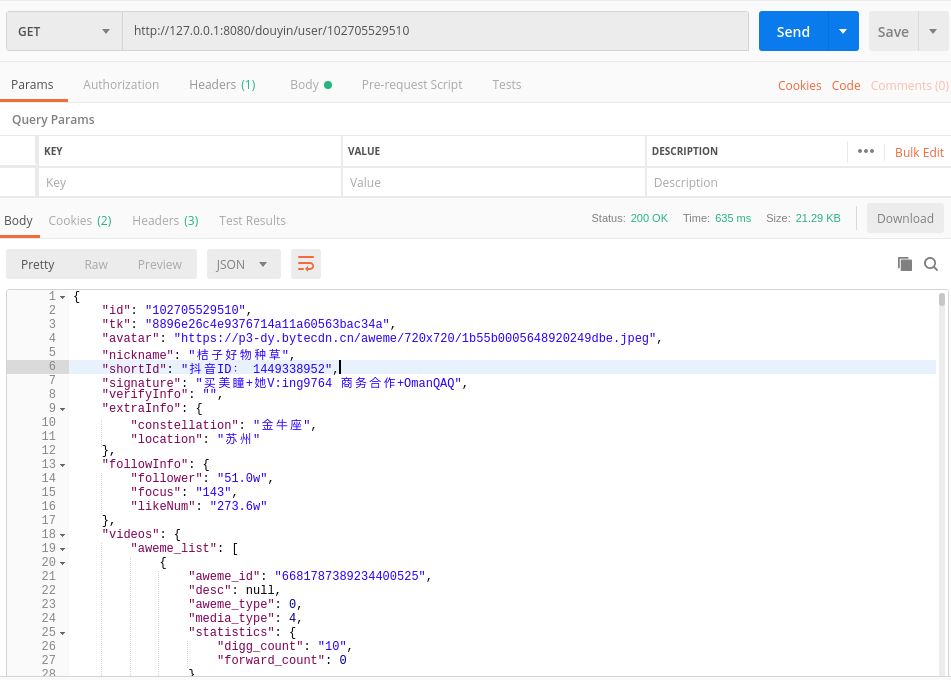 GET http://127.0.0.1:8080/douyin/user/102705529510 Send Save
Params Authorization Headers (1) Body Pre-request Script Tests Cookies Code Comments (0)
Query Params
KEY VALUE DESCRIPTION ••• Bulk Edit
Key Value Description
Body Cookies (2) Headers (3) Test Results Status: 200 OK Time: 635 ms Size: 21.29 KB Download
Pretty Raw Preview JSON
1 {
2 "id": "102705529510",
3 "tk": "8896e26c4e9376714a11a60563bac34a",
4 "avatar": "https://p3-dy.bytecdn.cn/aweme/720x720/1b55b0005648920249dbe.jpeg",
5 "nickname": "桔子好物种草",
6 "shortId": "抖音ID： 1449338952",
7 "signature": "买美瞳+她V:ing9764 商务合作+OmanQAQ",
8 "verifyInfo": "",
9 "extraInfo": {
10 "constellation": "金牛座",
11 "location": "苏州"
12 },
13 "followInfo": {
14 "follower": "51.0w",
15 "focus": "143",
16 "likeNum": "273.6w"
17 },
18 "videos": {
19 "aweme_list": [
20 {
21 "aweme_id": "6681787389234400525",
22 "desc": null,
23 "aweme_type": 0,
24 "media_type": 4,
25 "statistics": {
26 "digg_count": "10",
27 "forward_count": 0
28 }